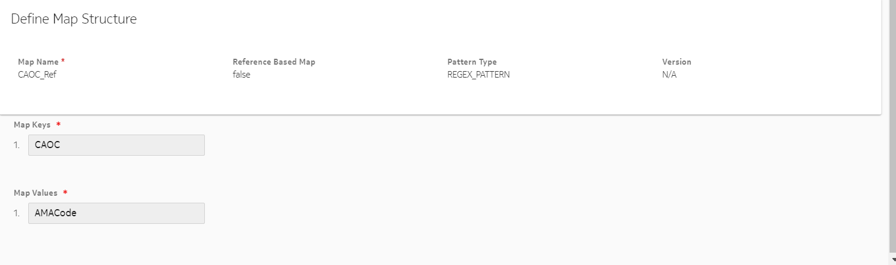 Define Map Structure
Map Name * Reference Based Map Pattern Type Version
CAOC_Ref false REGEX_PATTERN N/A
Map Keys *
1. CAOC
Map Values *
1. AMACode